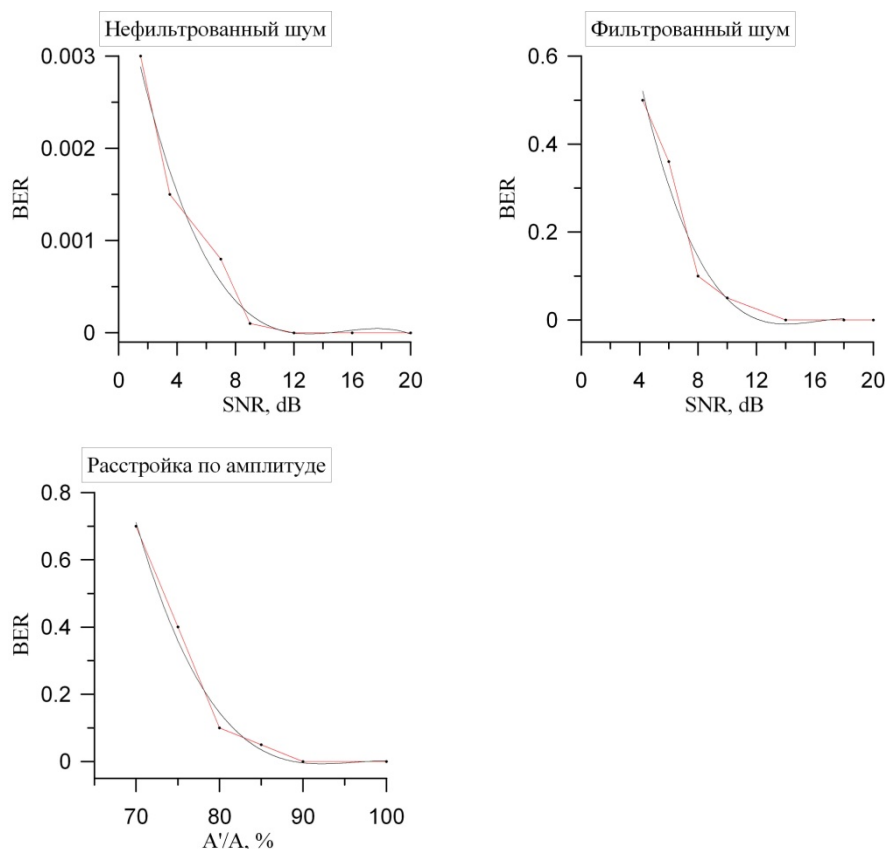 Нефильтрованный шум
0.003
0.002
0.001
0
BER
0 4 8 12 16 20
SNR, dB
Фильтрованный шум
0.6
0.4
0.2
0
BER
0 4 8 12 16 20
SNR, dB
Расстройка по амплитуде
0.8
0.6
0.4
0.2
0
BER
70 80 90 100
A'/A, %